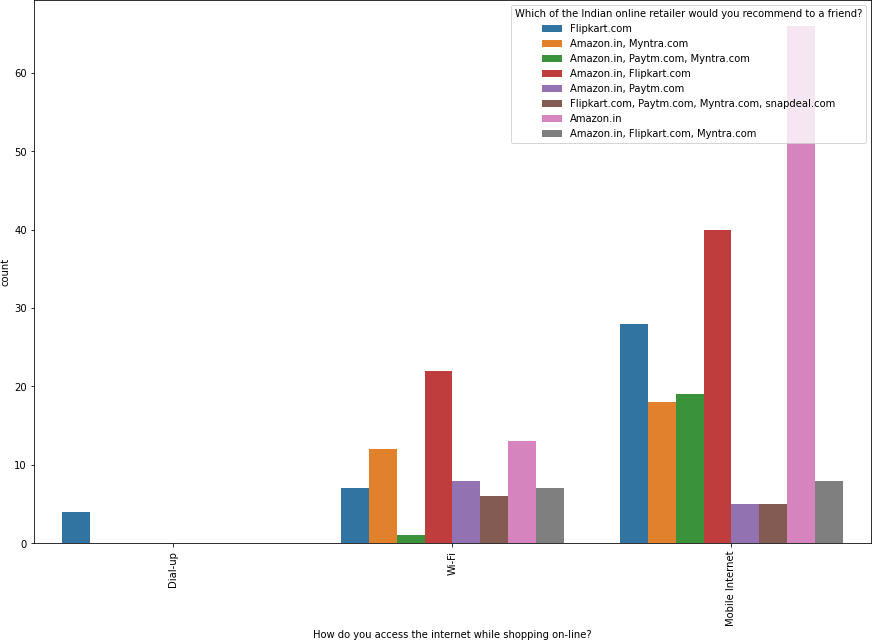 Which of the Indian online retailer would you recommend to a friend?
Flipkart.com
Amazon.in, Myntra.com
Amazon.in, Paytm.com, Myntra.com
Amazon.in, Flipkart.com
Amazon.in, Paytm.com
Flipkart.com, Paytm.com, Myntra.com, snapdeal.com
Amazon.in
Amazon.in, Flipkart.com, Myntra.com
60
50
40
30
20
10
0
count
Dial-up
Wi-Fi
Mobile Internet
How do you access the internet while shopping on-line?